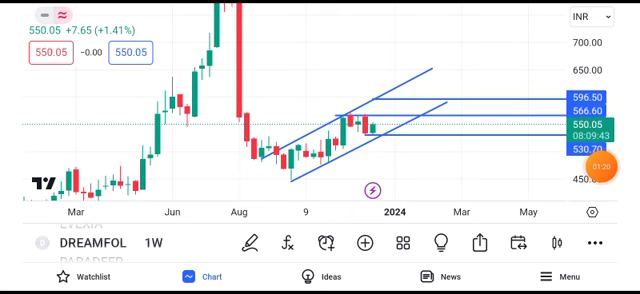 INR
550.05 +7.65 (+1.41%)
550.05 −0.00 550.05
700.00
650.00
596.50
566.60
550.05
08:09:43
530.70
01:20
450.
Mar Jun Aug 9 2024 Mar May
D DREAMFOL 1W
Watchlist Chart Ideas News Menu